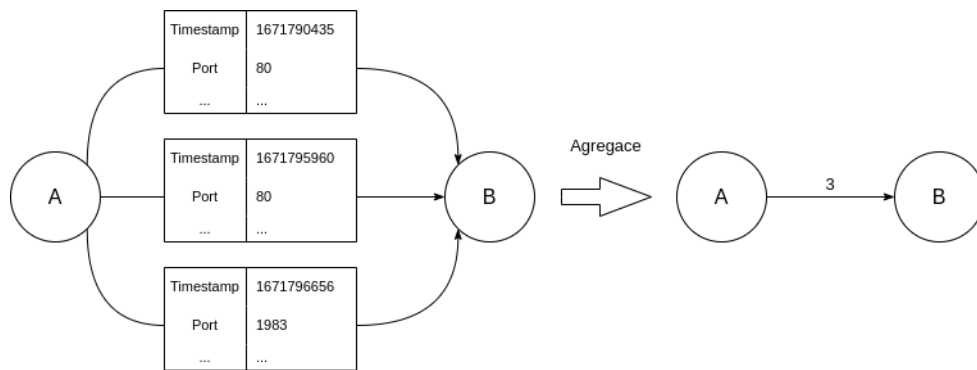 Timestamp 1671790435
Port 80
... ...
Timestamp 1671795960
Port 80
... ...
Timestamp 1671796656
Port 1983
... ...
A
B
Agregace
A
3
B